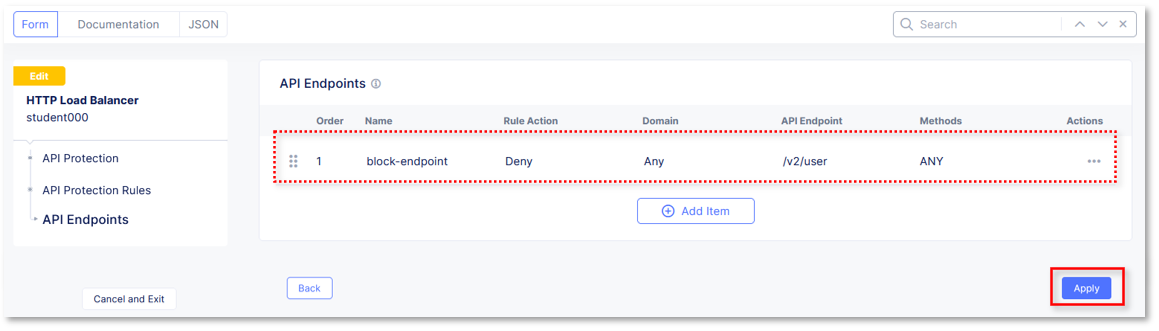 Form Documentation JSON Search
Edit
HTTP Load Balancer
student000
API Protection
API Protection Rules
API Endpoints
API Endpoints
Order Name Rule Action Domain API Endpoint Methods Actions
1 block-endpoint Deny Any /v2/user ANY
Add Item
Cancel and Exit
Back
Apply